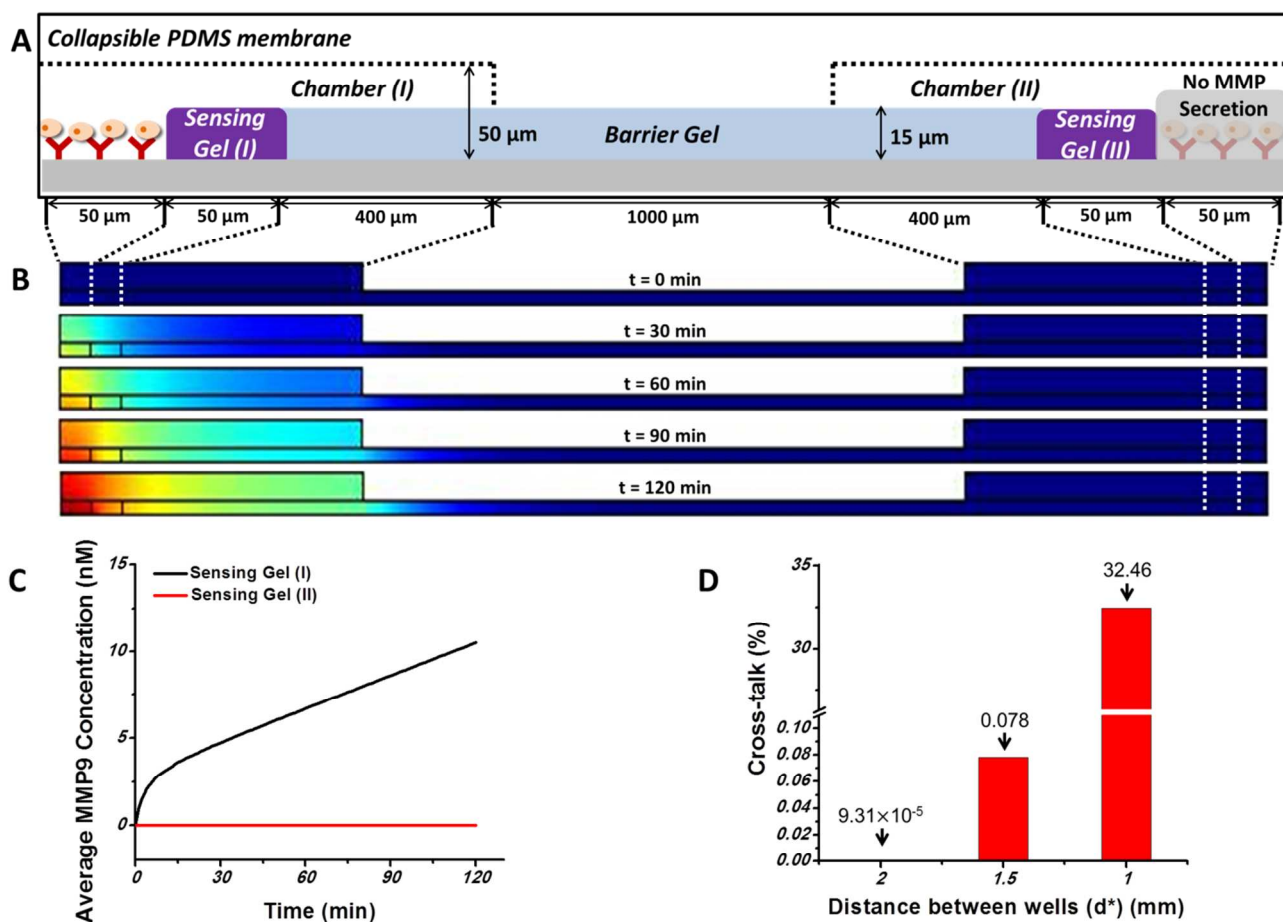 A
Collapsible PDMS membrane
Chamber (I)
Chamber (II)
No MMP
Secretion
Sensing
Gel (I)
50 μm
Barrier Gel
15 μm
Sensing
Gel (II)
50 μm
50 μm
400 μm
1000 μm
400 μm
50 μm
50 μm
B
t = 0 min
t = 30 min
t = 60 min
t = 90 min
t = 120 min
C
Average MMP9 Concentration (nM)
15
10
5
0
Sensing Gel (I)
Sensing Gel (II)
0
30
60
90
120
Time (min)
D
Cross-talk (%)
35
30
0.10
0.08
0.06
0.04
0.02
0.00
9.31×10-5
0.078
32.46
2
1.5
1
Distance between wells (d*) (mm)